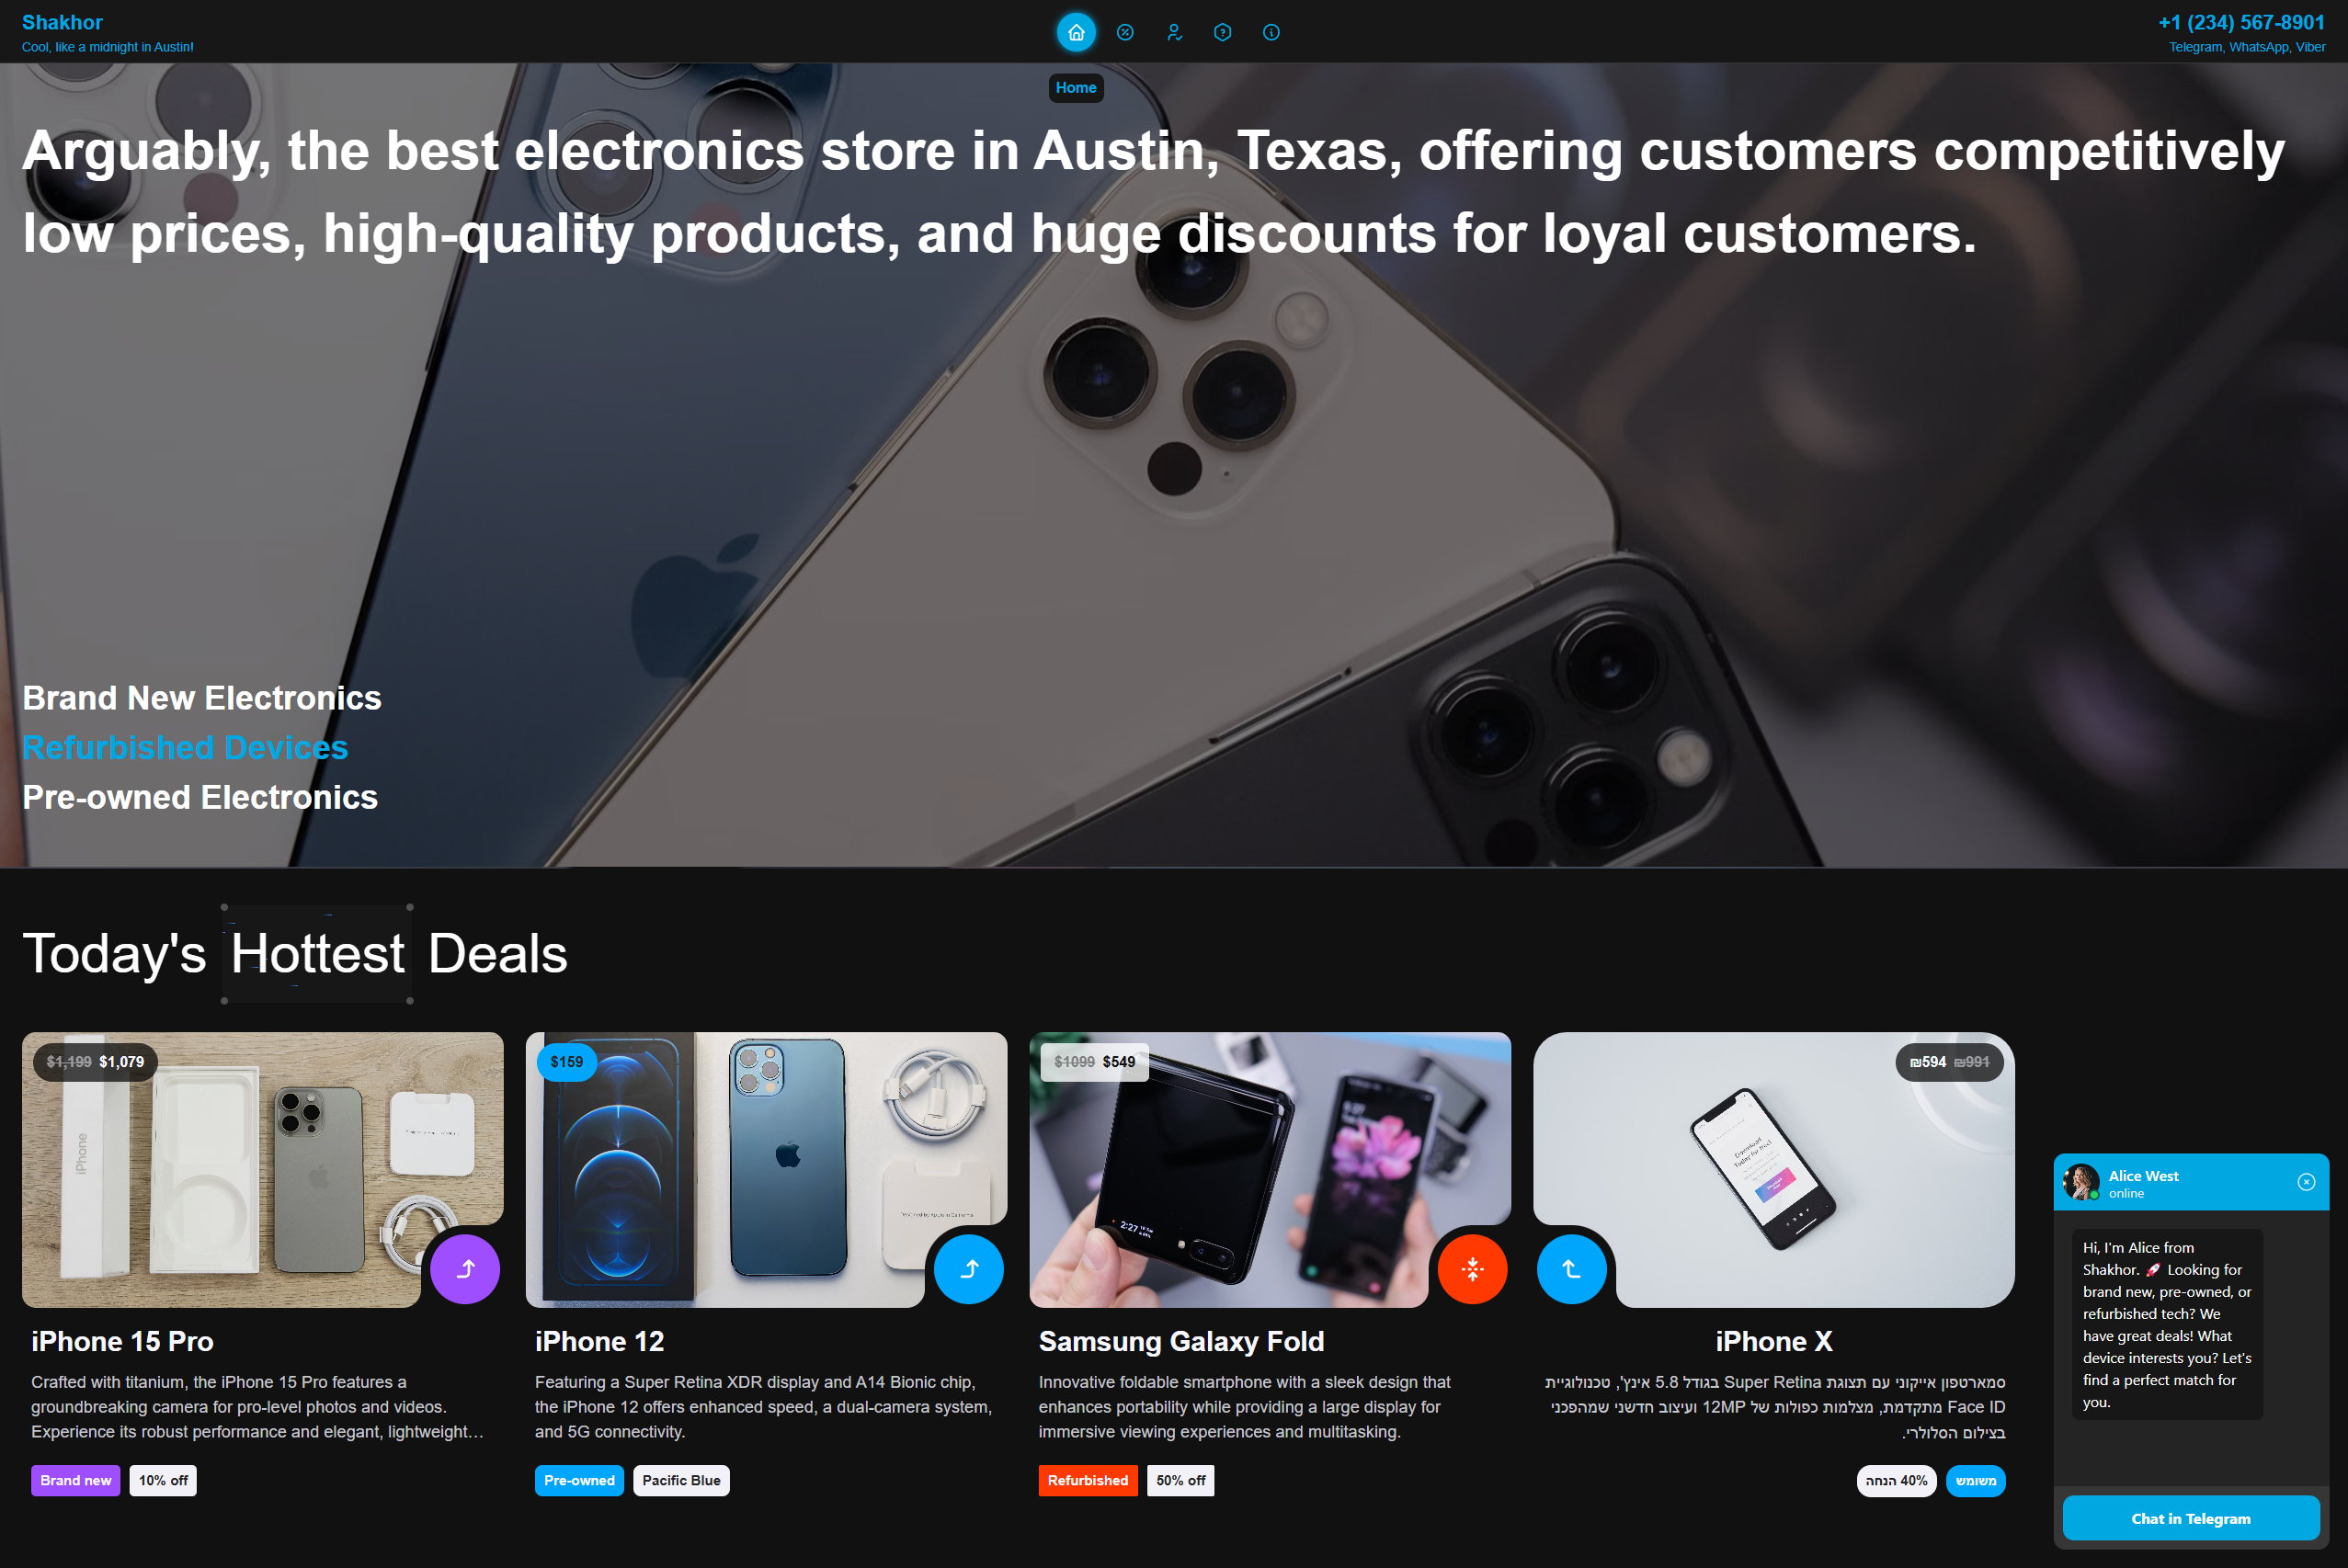 Shakhor
Cool, like a midnight in Austin!
+1 (234) 567-8901
Telegram, WhatsApp, Viber
Home
Arguably, the best electronics store in Austin, Texas, offering customers competitively
low prices, high-quality products, and huge discounts for loyal customers.
Brand New Electronics
Refurbished Devices
Pre-owned Electronics
Today's Hottest Deals
$1,199 $1,079
iPhone
iPhone 15 Pro
Crafted with titanium, the iPhone 15 Pro features a
groundbreaking camera for pro-level photos and videos.
Experience its robust performance and elegant, lightweight…
Brand new
10% off
$159
iPhone 12
Featuring a Super Retina XDR display and A14 Bionic chip,
the iPhone 12 offers enhanced speed, a dual-camera system,
and 5G connectivity.
Pre-owned
Pacific Blue
$1099 $549
2:27
Samsung Galaxy Fold
Innovative foldable smartphone with a sleek design that
enhances portability while providing a large display for
immersive viewing experiences and multitasking.
Refurbished
50% off
₪991 ₪594
Download
Today for free!
iPhone X
סמארטפון אייקוני עם תצוגת Super Retina בגודל 5.8 אינץ', טכנולוגיית
Face ID מתקדמת, מצלמות כפולות של 12MP ועיצוב חדשני שמהפכני
בצילום הסלולרי.
משומש
40% הנחה
Alice West
online
Hi, I'm Alice from
Shakhor. 🚀 Looking for
brand new, pre-owned, or
refurbished tech? We
have great deals! What
device interests you? Let's
find a perfect match for
you.
Chat in Telegram